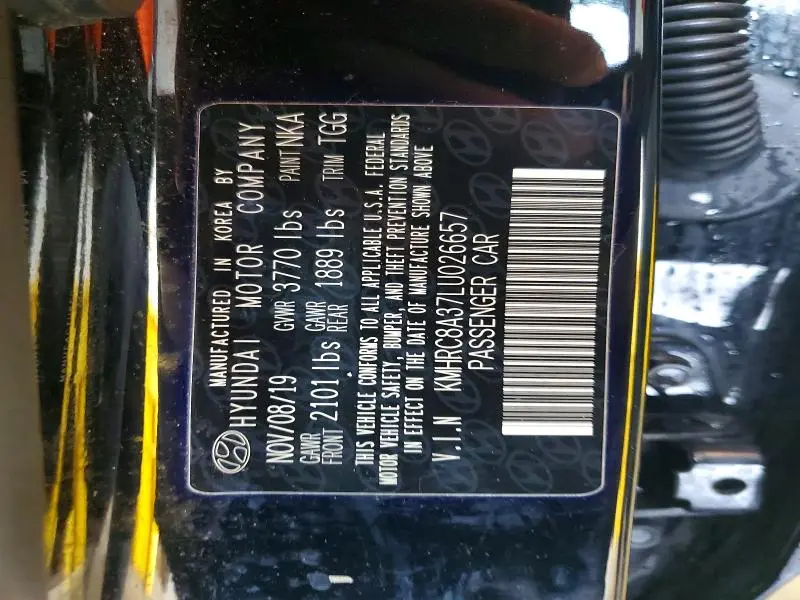 MANUFACTURED IN KOREA BY
HYUNDAI MOTOR COMPANY
NOV/08/19 GVWR 3770 lbs PAINT NKA
GAWR FRONT 2101 lbs GAWR REAR 1889 lbs TRIM TGG
THIS VEHICLE CONFORMS TO ALL APPLICABLE U.S.A. FEDERAL
MOTOR VEHICLE SAFETY, BUMPER, AND THEFT PREVENTION STANDARDS
IN EFFECT ON THE DATE OF MANUFACTURE SHOWN ABOVE
V.I.N KMHRC8A37LU026657
PASSENGER CAR